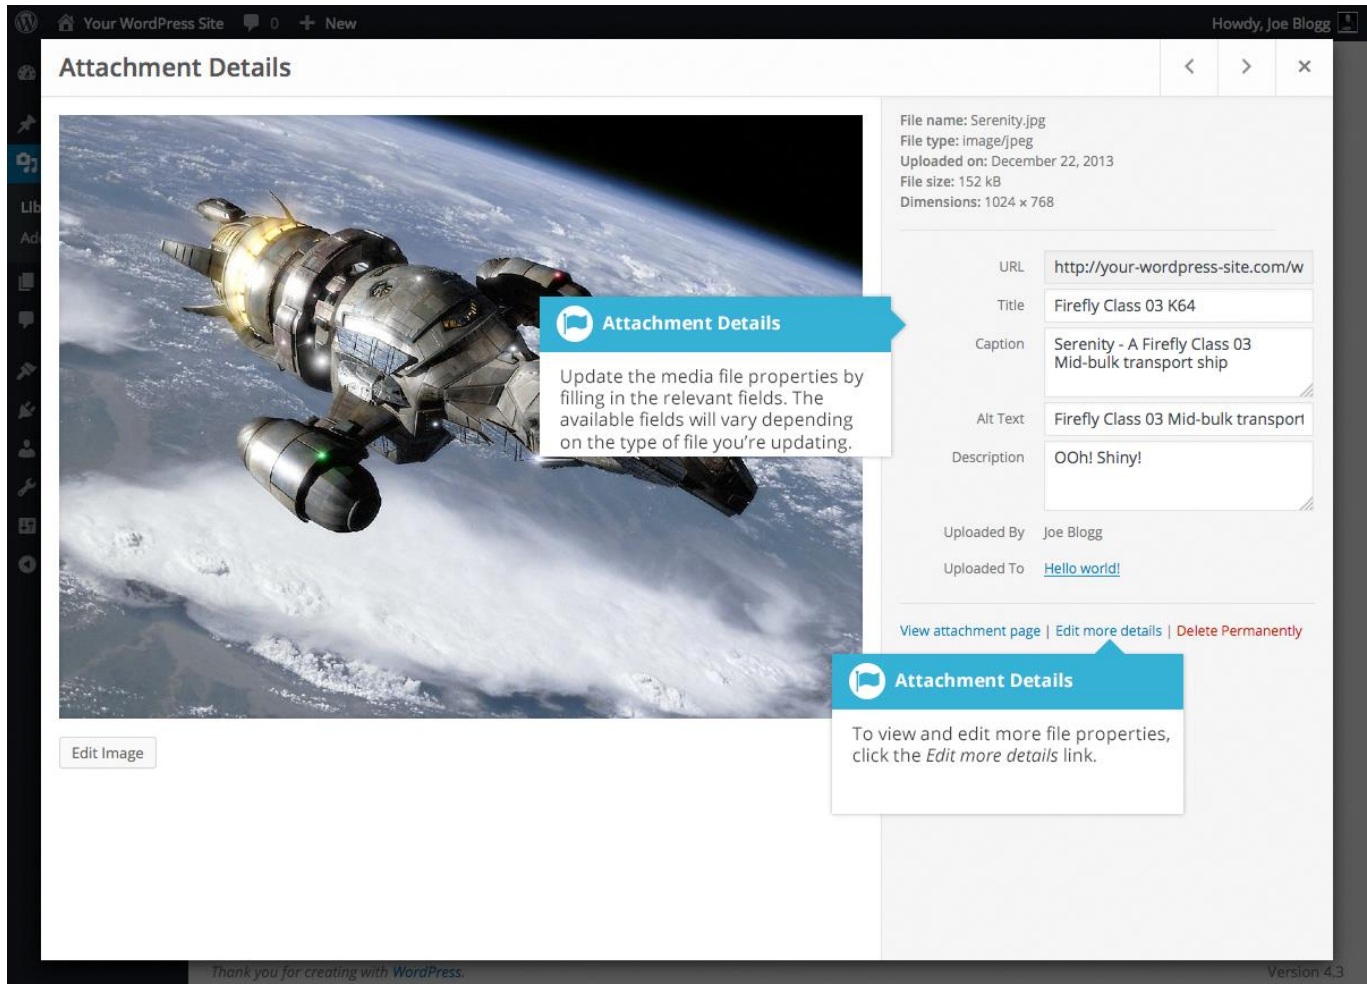 Your WordPress Site 0 New
Howdy, Joe Blogg
Attachment Details
LIb
Ad
File name: Serenity.jpg
File type: image/jpeg
Uploaded on: December 22, 2013
File size: 152 kB
Dimensions: 1024 × 768
URL http://your-wordpress-site.com/w
Title Firefly Class 03 K64
Caption Serenity - A Firefly Class 03
Mid-bulk transport ship
Alt Text Firefly Class 03 Mid-bulk transport
Description OOh! Shiny!
Uploaded By Joe Blogg
Uploaded To Hello world!
View attachment page | Edit more details | Delete Permanently
Attachment Details
Update the media file properties by
filling in the relevant fields. The
available fields will vary depending
on the type of file you’re updating.
Attachment Details
To view and edit more file properties,
click the Edit more details link.
Edit Image
Thank you for creating with WordPress.
Version 4.3